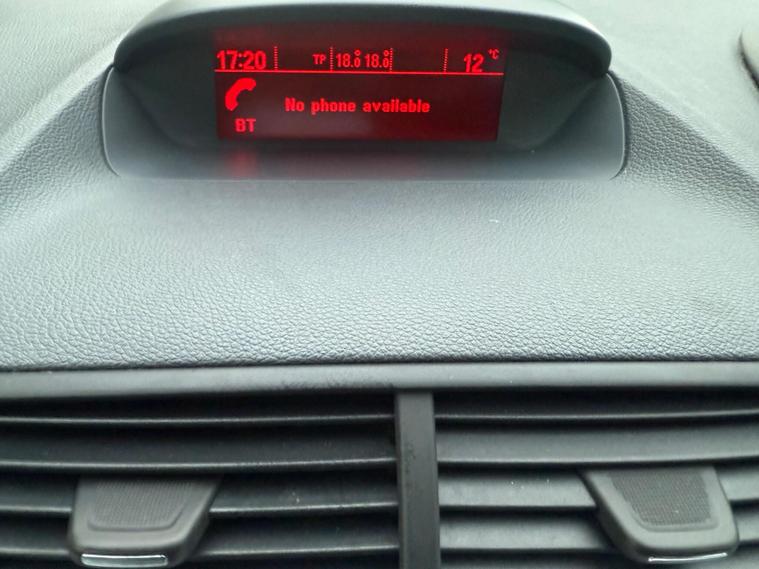 17:20 TP 18.0° 18.0° 12°C
No phone available
BT